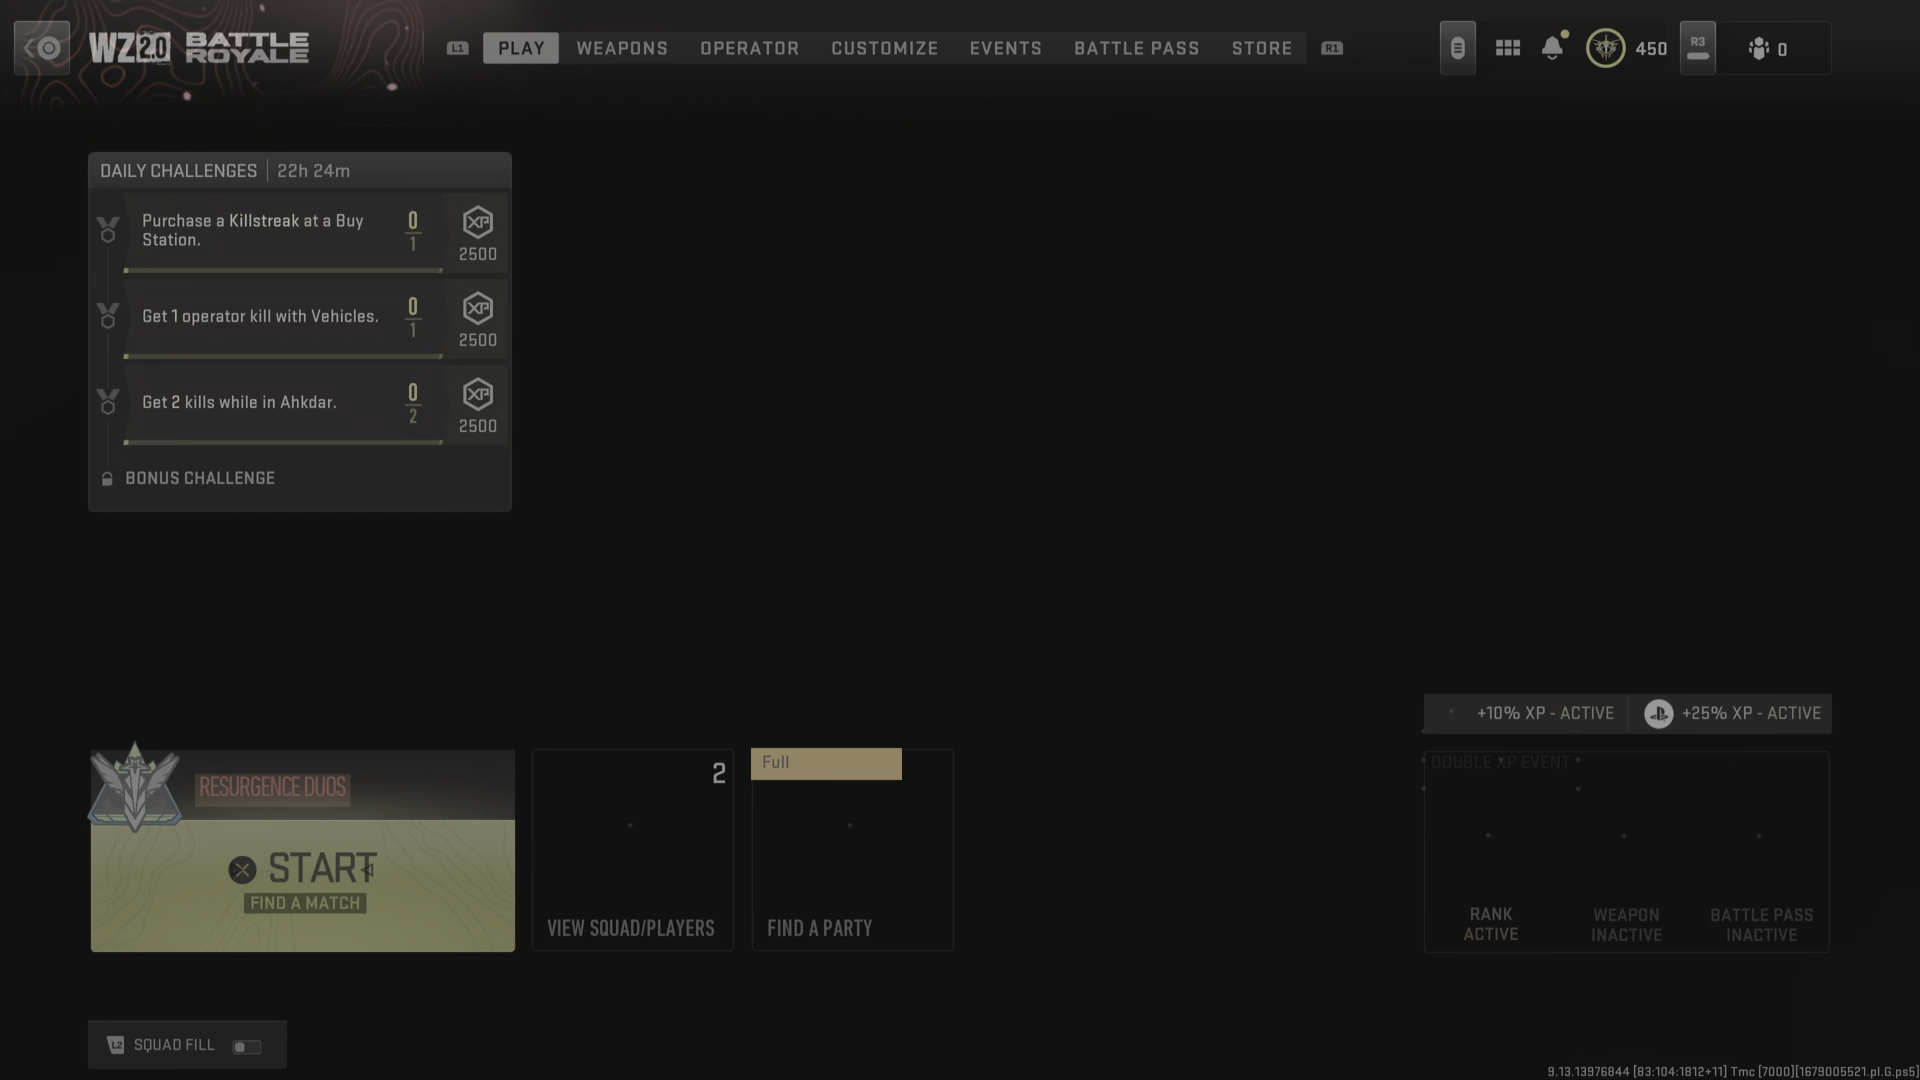 WZ2.0 BATTLE ROYALE
L1 PLAY WEAPONS OPERATOR CUSTOMIZE EVENTS BATTLE PASS STORE R1
450 R3 0
DAILY CHALLENGES | 22h 24m
Purchase a Killstreak at a Buy
Station.
0
1
XP
2500
Get 1 operator kill with Vehicles.
0
1
XP
2500
Get 2 kills while in Ahkdar.
0
2
XP
2500
BONUS CHALLENGE
+10% XP - ACTIVE
+25% XP - ACTIVE
RESURGENCE DUOS
START
FIND A MATCH
2
VIEW SQUAD/PLAYERS
Full
FIND A PARTY
DOUBLE XP EVENT
RANK
ACTIVE
WEAPON
INACTIVE
BATTLE PASS
INACTIVE
L2 SQUAD FILL
9.13.13976844 [83:104:1812+11] Tmc [7000][1679005521.pl.G.ps5]